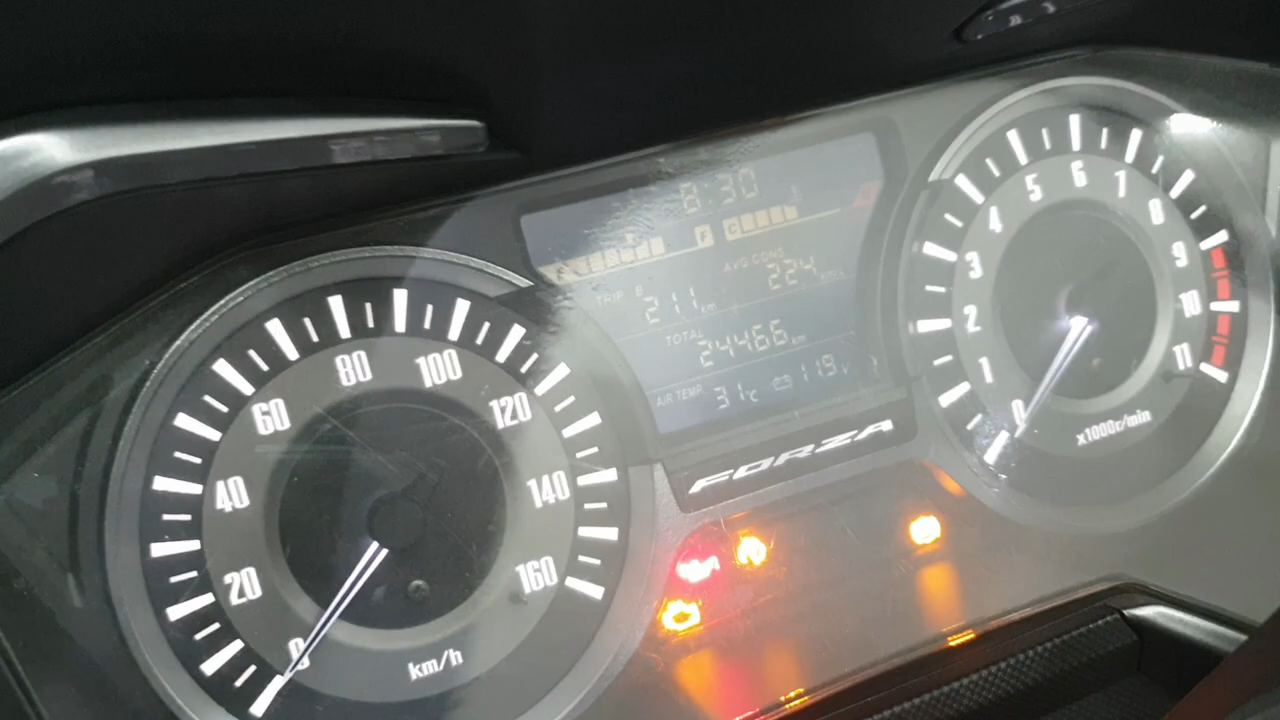 8:30
E F C
AVG.CONS
224
TRIP B
211 km
TOTAL
24466 km
AIR TEMP. 31°C 11.9 V
FORZA
0
20
40
60
80
100
120
140
160
km/h
0
1
2
3
4
5
6
7
8
9
10
11
x1000r/min